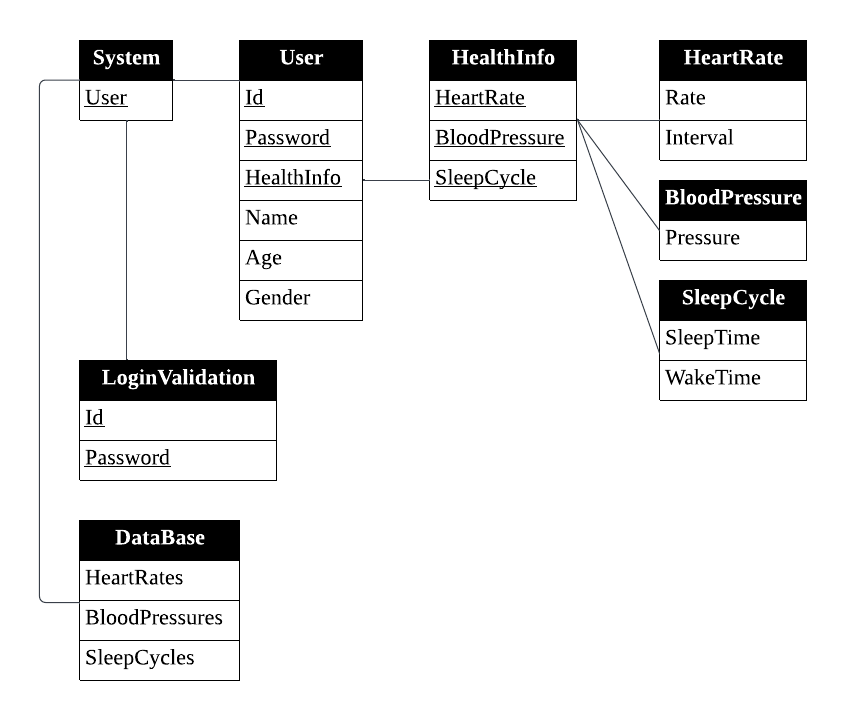 System
User
User
Id
Password
HealthInfo
Name
Age
Gender
HealthInfo
HeartRate
BloodPressure
SleepCycle
HeartRate
Rate
Interval
BloodPressure
Pressure
SleepCycle
SleepTime
WakeTime
LoginValidation
Id
Password
DataBase
HeartRates
BloodPressures
SleepCycles